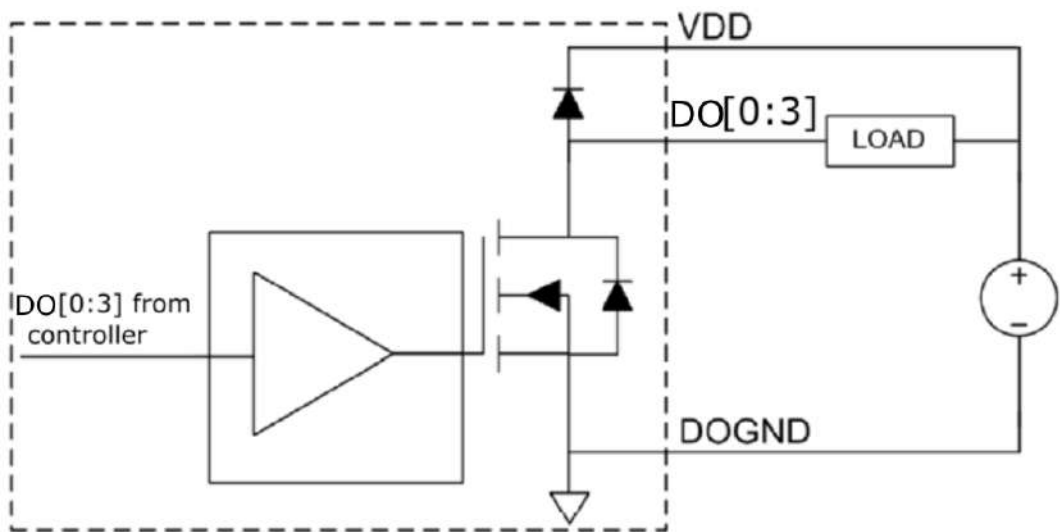 VDD
DO[0:3]
LOAD
DO[0:3] from
controller
+
−
DOGND